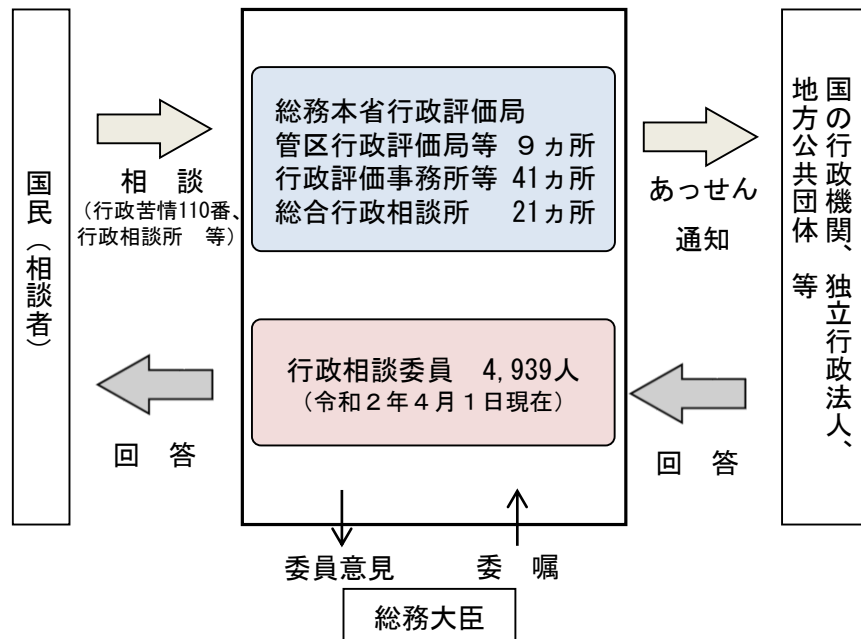 国民（相談者）
相　談
（行政苦情110番、
行政相談所　等）
回　答
総務本省行政評価局
管区行政評価局等　９ヵ所
行政評価事務所等　41ヵ所
総合行政相談所　　21ヵ所
行政相談委員　4,939人
（令和２年４月１日現在）
あっせん
通知
回　答
国の行政機関、独立行政法人、
地方公共団体　等
委員意見
委　嘱
総務大臣